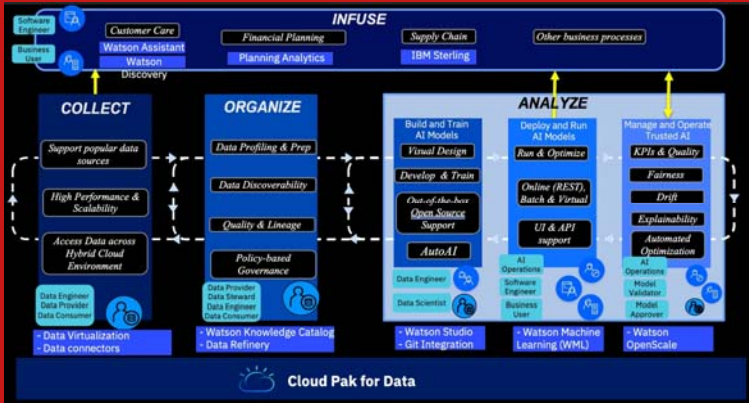 INFUSE
Software
Engineer
Business
User
Customer Care
Watson Assistant
Watson
Discovery
Financial Planning
Planning Analytics
Supply Chain
IBM Sterling
Other business processes
COLLECT
Support popular data
sources
High Performance &
Scalability
Access Data across
Hybrid Cloud
Environment
Data Engineer
Data Provider
Data Consumer
- Data Virtualization
- Data connectors
ORGANIZE
Data Profiling & Prep
Data Discoverability
Quality & Lineage
Policy-based
Governance
Data Provider
Data Steward
Data Engineer
Data Consumer
- Watson Knowledge Catalog
- Data Refinery
ANALYZE
Build and Train
AI Models
Visual Design
Develop & Train
Out-of-the-box
Open Source
Support
AutoAI
Data Engineer
Data Scientist
- Watson Studio
- Git Integration
Deploy and Run
AI Models
Run & Optimize
Online (REST),
Batch & Virtual
UI & API
support
AI
Operations
Software
Engineer
Business
User
- Watson Machine
Learning (WML)
Manage and Operate
Trusted AI
KPIs & Quality
Fairness
Drift
Explainability
Automated
Optimization
AI
Operations
Model
Validator
Model
Approver
- Watson
OpenScale
Cloud Pak for Data